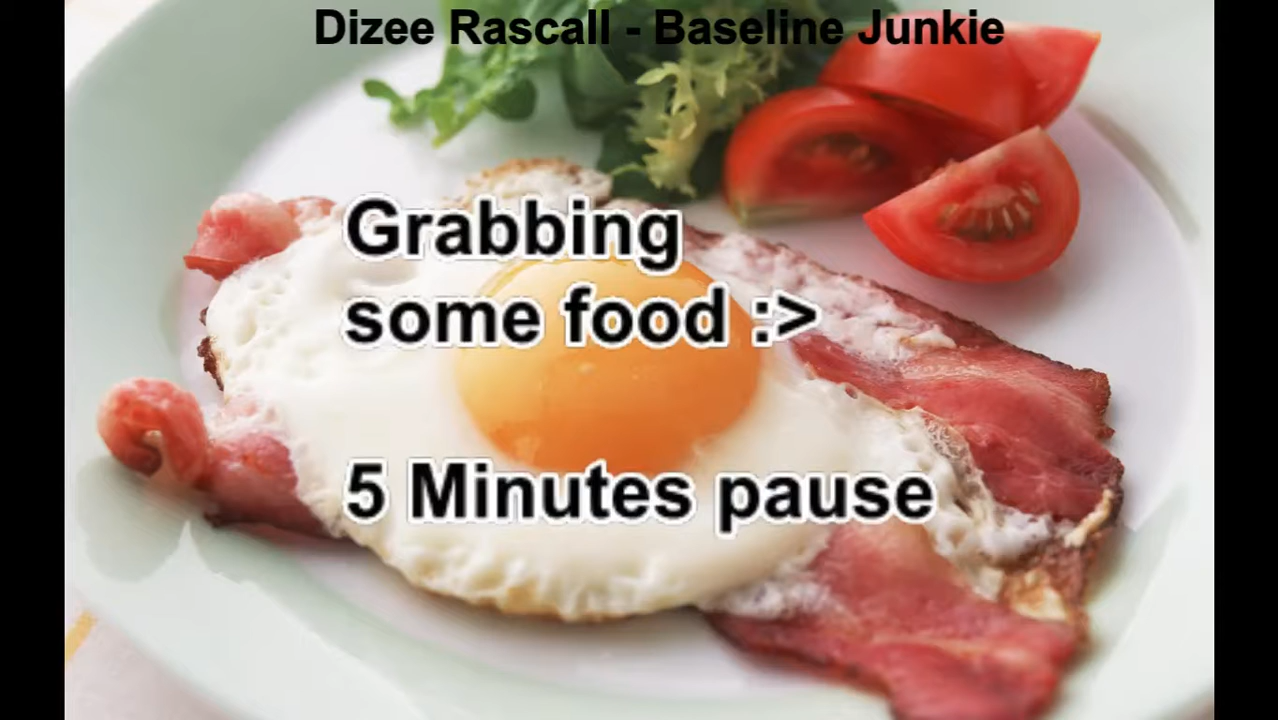 Dizee Rascall - Baseline Junkie
Grabbing
some food :>
5 Minutes pause